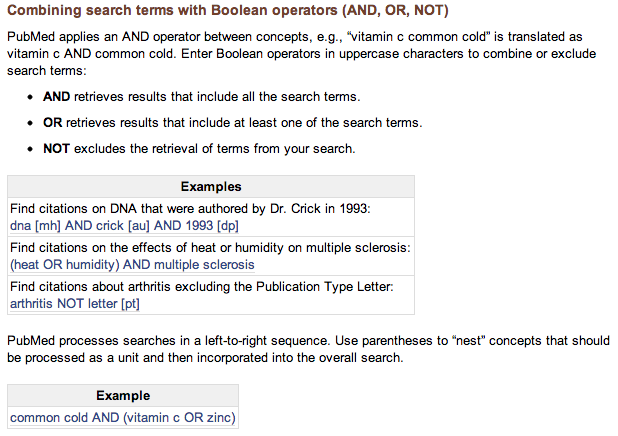 Combining search terms with Boolean operators (AND, OR, NOT)
PubMed applies an AND operator between concepts, e.g., “vitamin c common cold” is translated as
vitamin c AND common cold. Enter Boolean operators in uppercase characters to combine or exclude
search terms:
• AND retrieves results that include all the search terms.
• OR retrieves results that include at least one of the search terms.
• NOT excludes the retrieval of terms from your search.
Examples
Find citations on DNA that were authored by Dr. Crick in 1993:
dna [mh] AND crick [au] AND 1993 [dp]
Find citations on the effects of heat or humidity on multiple sclerosis:
(heat OR humidity) AND multiple sclerosis
Find citations about arthritis excluding the Publication Type Letter:
arthritis NOT letter [pt]
PubMed processes searches in a left-to-right sequence. Use parentheses to “nest” concepts that should
be processed as a unit and then incorporated into the overall search.
Example
common cold AND (vitamin c OR zinc)